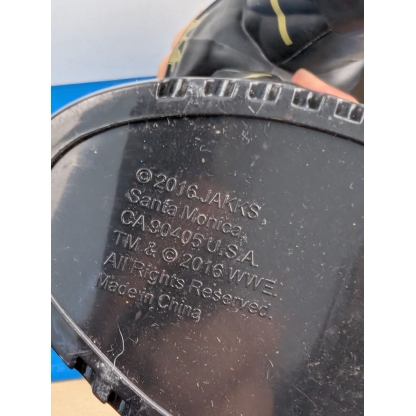 © 2016 JAKKS,
Santa Monica,
CA 90405 U.S.A.
TM & © 2016 WWE.
All Rights Reserved.
Made in China